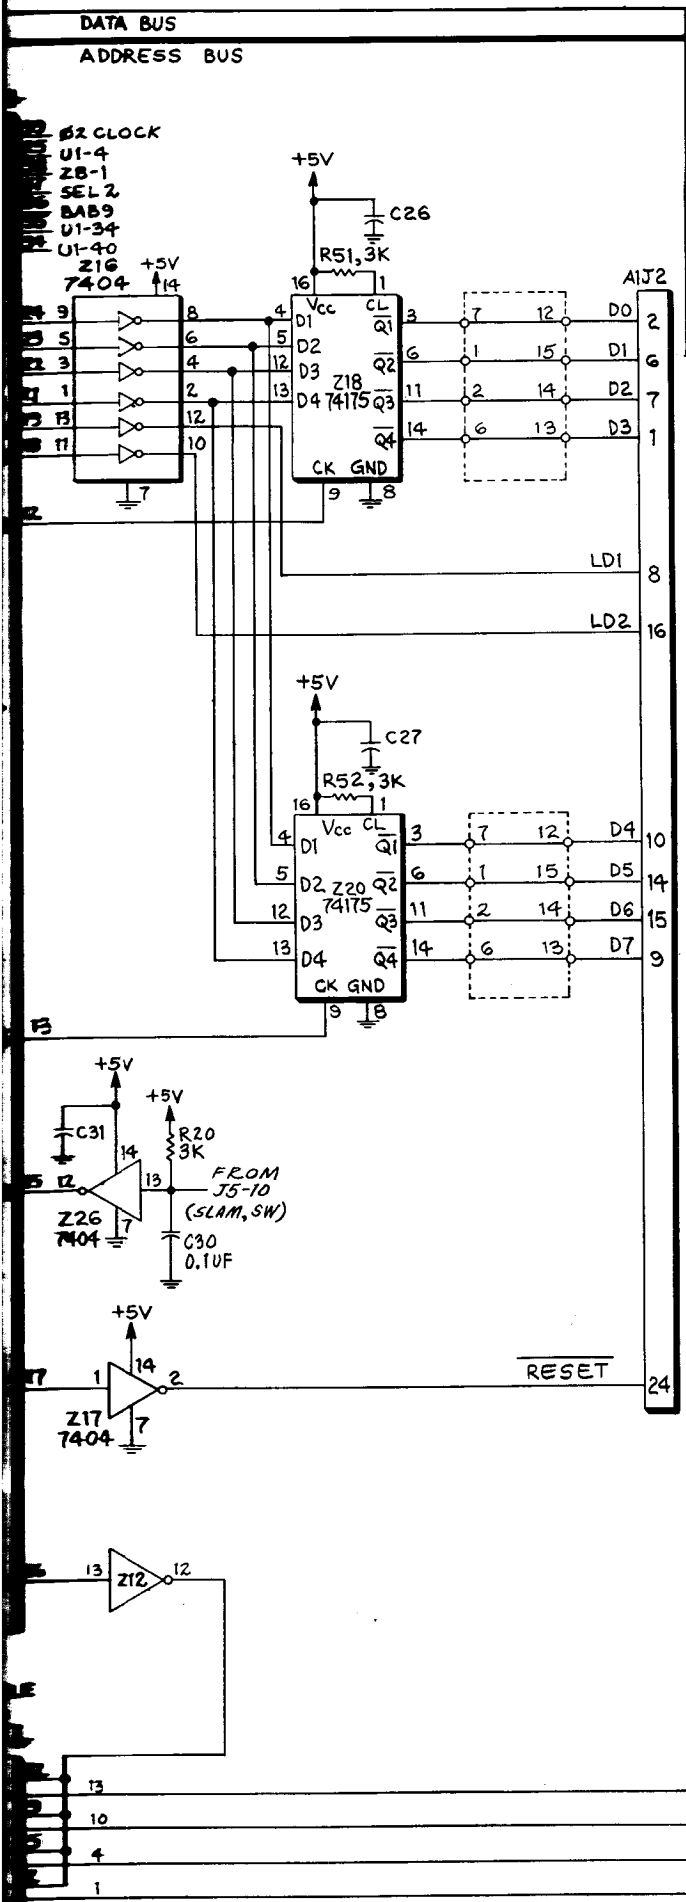 DATA BUS
ADDRESS BUS
Ø2 CLOCK
U1-4
Z8-1
SEL 2
BAB9
U1-34
U1-40
Z16 +5V
7404 14
9 8
5 6
3 4
1 2
13 12
11 10
7
+5V
C26
R51, 3K
16 1
Vcc CL
4 D1 Q1 3 7 12 D0 2
5 D2 Q2 6 1 15 D1 6
12 D3 Z18 Q3 11 2 14 D2 7
13 D4 74175 Q4 14 6 13 D3 1
CK GND
9 8
A1J2
LD1 8
LD2 16
+5V
C27
R52, 3K
16 1
Vcc CL
4 D1 Q1 3 7 12 D4 10
5 D2 Z20 Q2 6 1 15 D5 14
12 D3 74175 Q3 11 2 14 D6 15
13 D4 Q4 14 6 13 D7 9
CK GND
9 8
+5V
C31
14
12 13
Z26
7404 7
+5V
R20
3K
FROM
J5-10
(SLAM, SW)
C30
0.1UF
+5V
14
1 2
Z17
7404 7
RESET 24
13 Z12 12
13
10
4
1